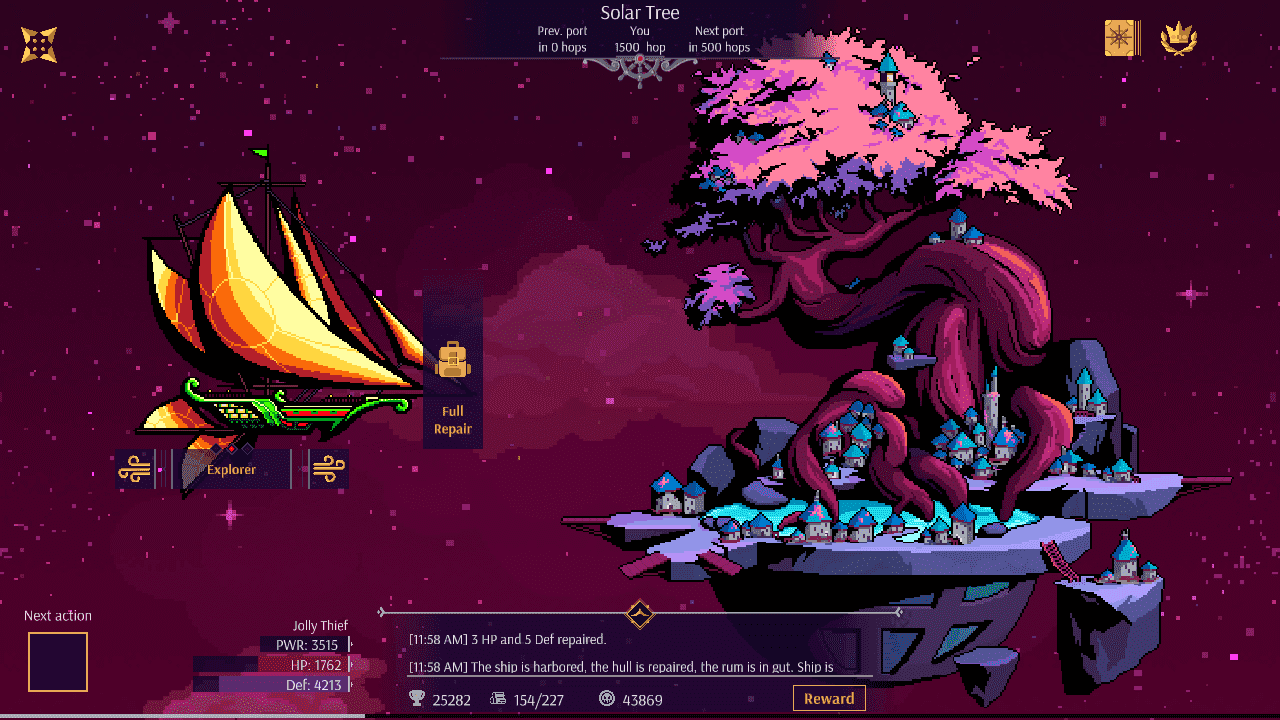 Solar Tree
Prev. port
in 0 hops
You
1500 hop
Next port
in 500 hops
Full
Repair
Explorer
Next action
Jolly Thief
PWR: 3515
HP: 1762
Def: 4213
[11:58 AM] 3 HP and 5 Def repaired.
[11:58 AM] The ship is harbored, the hull is repaired, the rum is in gut. Ship is
25282
154/227
43869
Reward